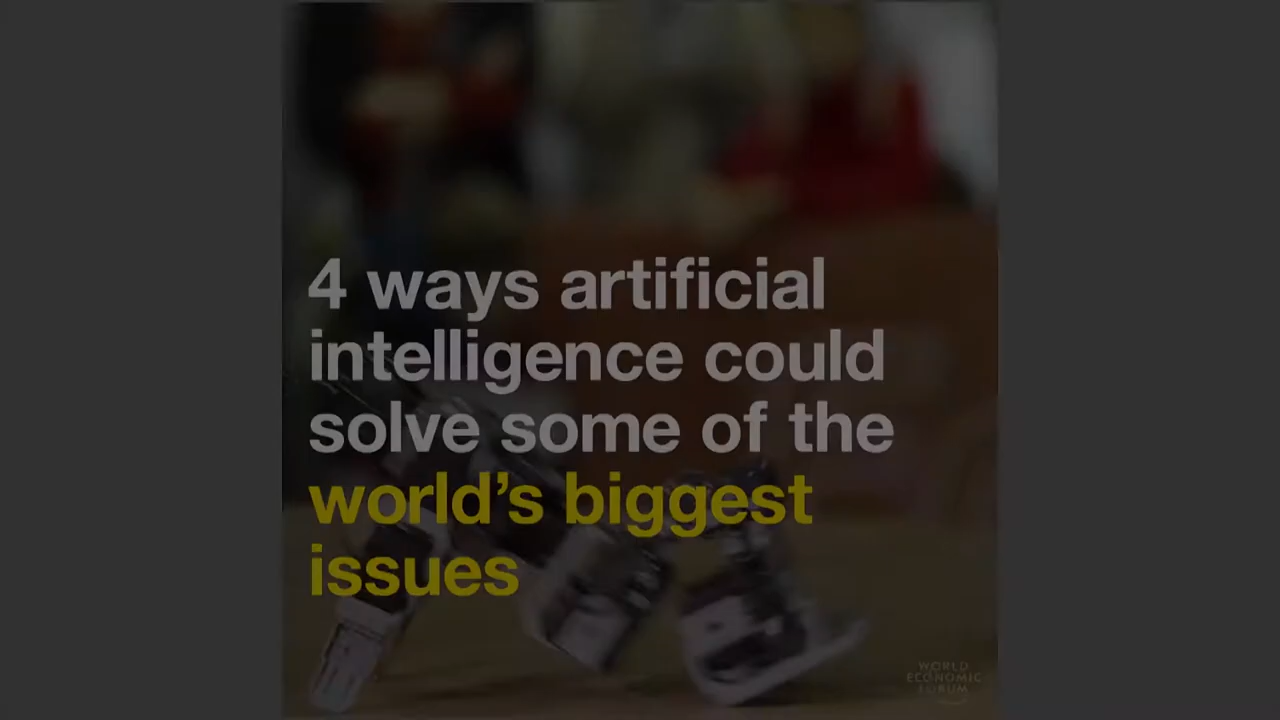 4 ways artificial
intelligence could
solve some of the
world's biggest
issues
WORLD
ECONOMIC
FORUM